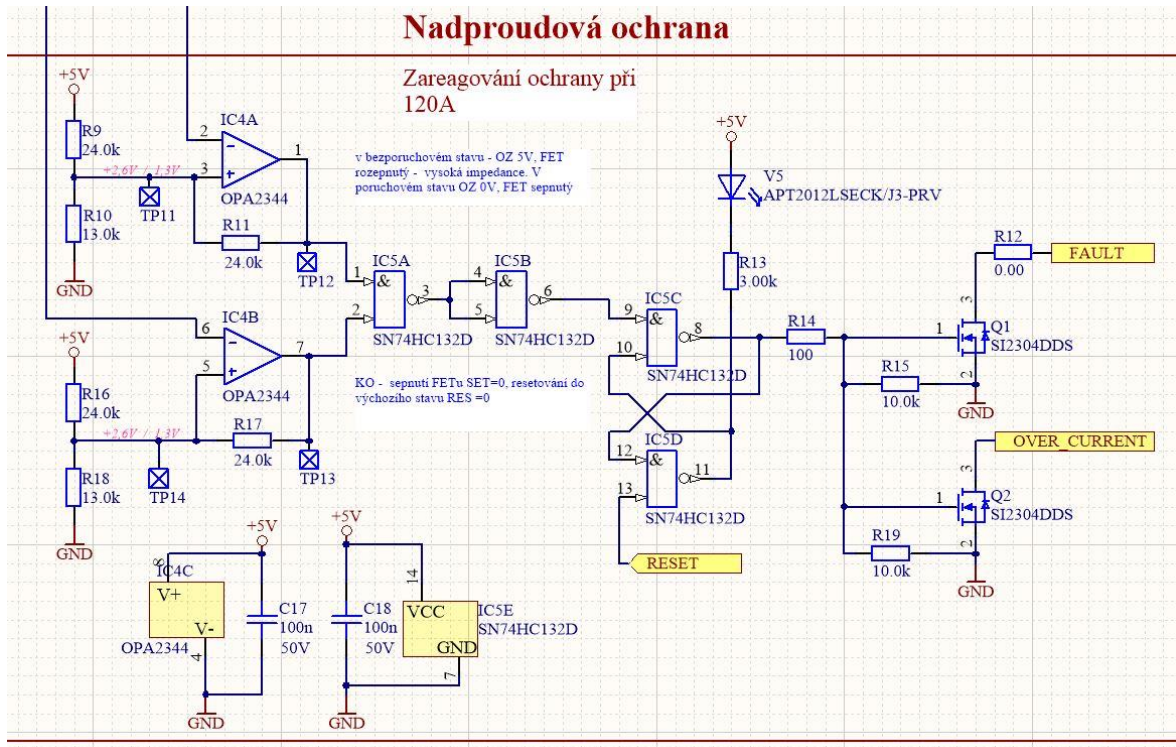 Nadproudová ochrana
Zareagování ochrany při
120A
+5V
R9
24.0k
+2,6V / 1,3V
TP11
R10
13.0k
GND
2
3
IC4A
1
OPA2344
R11
24.0k
TP12
v bezporuchovém stavu - OZ 5V, FET
rozepnutý - vysoká impedance. V
poruchovém stavu OZ 0V, FET sepnutý
+5V
V5
APT2012LSECK/J3-PRV
R13
3.00k
IC5A
1
2
&
3
SN74HC132D
IC5B
4
5
&
6
SN74HC132D
IC5C
9
10
&
8
SN74HC132D
IC5D
12
13
&
11
SN74HC132D
RESET
R14
100
R12
0.00
FAULT
3
1
Q1
SI2304DDS
2
R15
10.0k
GND
OVER_CURRENT
3
1
Q2
SI2304DDS
2
R19
10.0k
GND
IC4B
6
5
7
OPA2344
+5V
R16
24.0k
+2,6V / 1,3V
TP14
R17
24.0k
TP13
R18
13.0k
GND
KO - sepnutí FETu SET=0, resetování do
výchozího stavu RES =0
+5V
8
IC4C
V+
V-
OPA2344
4
C17
100n
50V
GND
+5V
C18
100n
50V
14
VCC
GND
IC5E
SN74HC132D
7
GND